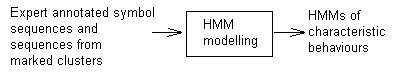 Expert annotated symbol
sequences and
sequences from
marked clusters
HMM
modelling
HMMs of
characteristic
behaviours